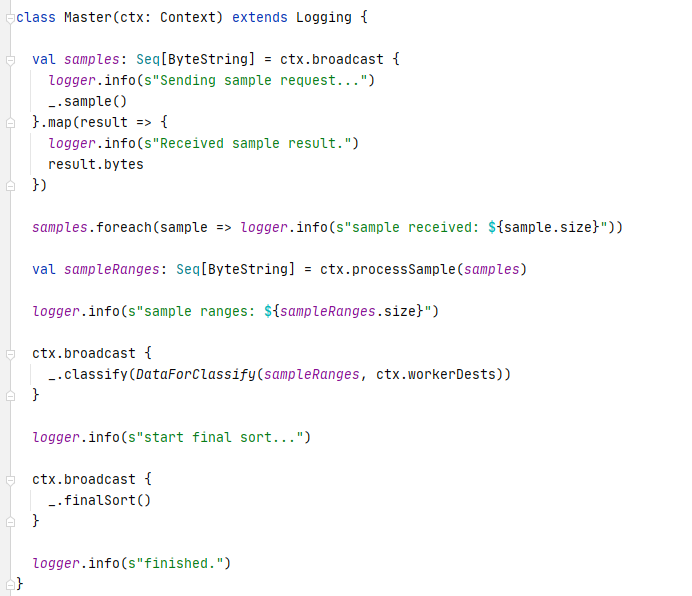 class Master(ctx: Context) extends Logging {
val samples: Seq[ByteString] = ctx.broadcast {
logger.info(s"Sending sample request...")
_.sample()
}.map(result => {
logger.info(s"Received sample result.")
result.bytes
})
samples.foreach(sample => logger.info(s"sample received: ${sample.size}"))
val sampleRanges: Seq[ByteString] = ctx.processSample(samples)
logger.info(s"sample ranges: ${sampleRanges.size}")
ctx.broadcast {
_.classify(DataForClassify(sampleRanges, ctx.workerDests))
}
logger.info(s"start final sort...")
ctx.broadcast {
_.finalSort()
}
logger.info(s"finished.")
}